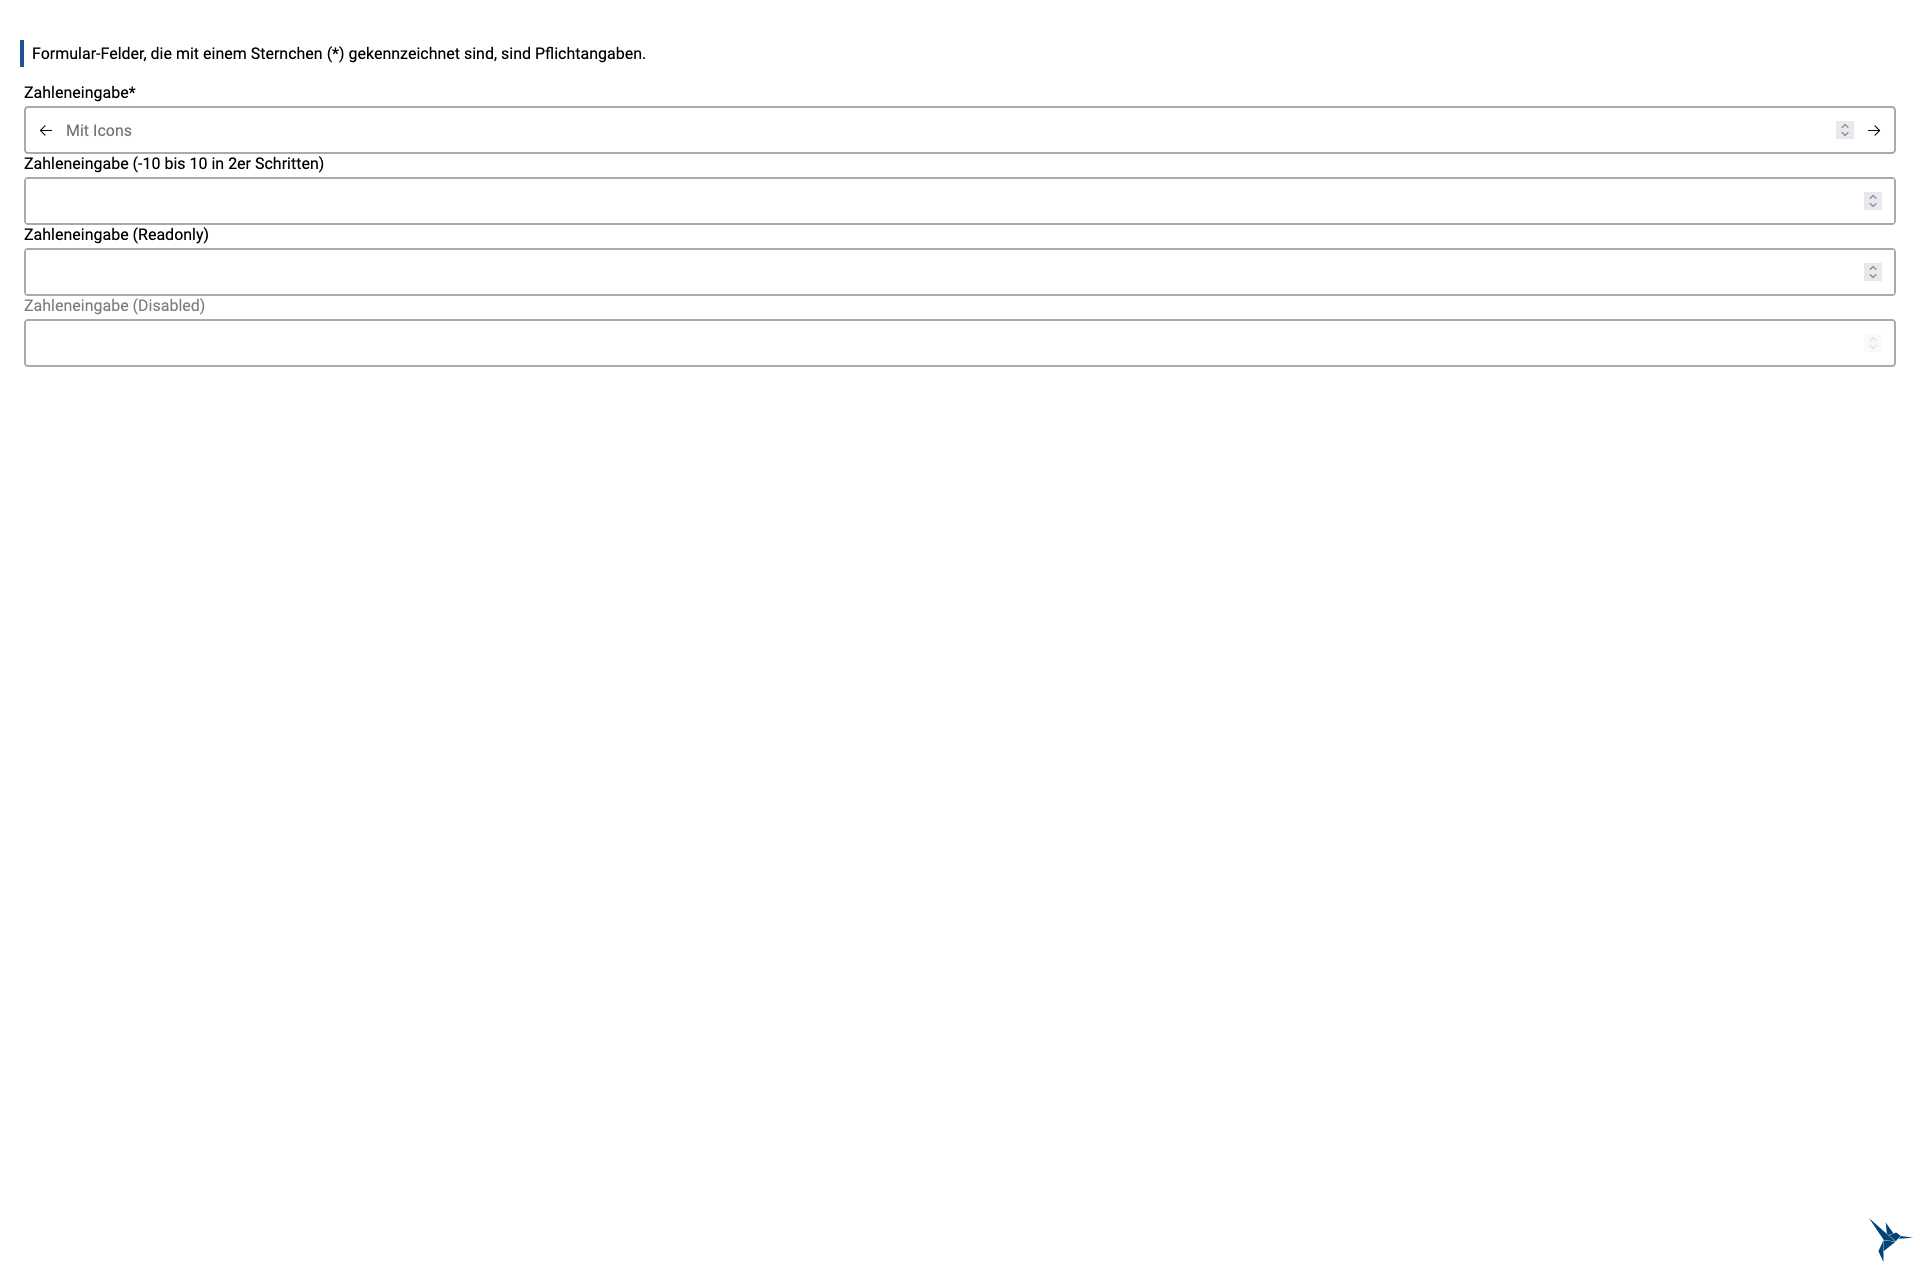 Formular-Felder, die mit einem Sternchen (*) gekennzeichnet sind, sind Pflichtangaben.
Zahleneingabe*
Mit Icons
Zahleneingabe (-10 bis 10 in 2er Schritten)
Zahleneingabe (Readonly)
Zahleneingabe (Disabled)